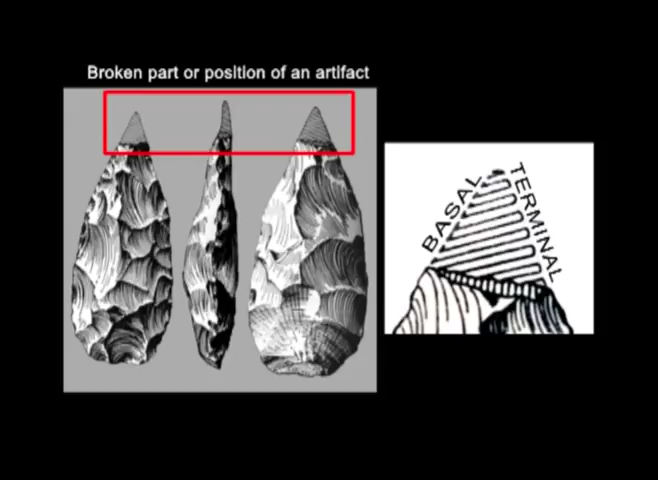 Broken part or position of an artifact
BASAL
TERMINAL